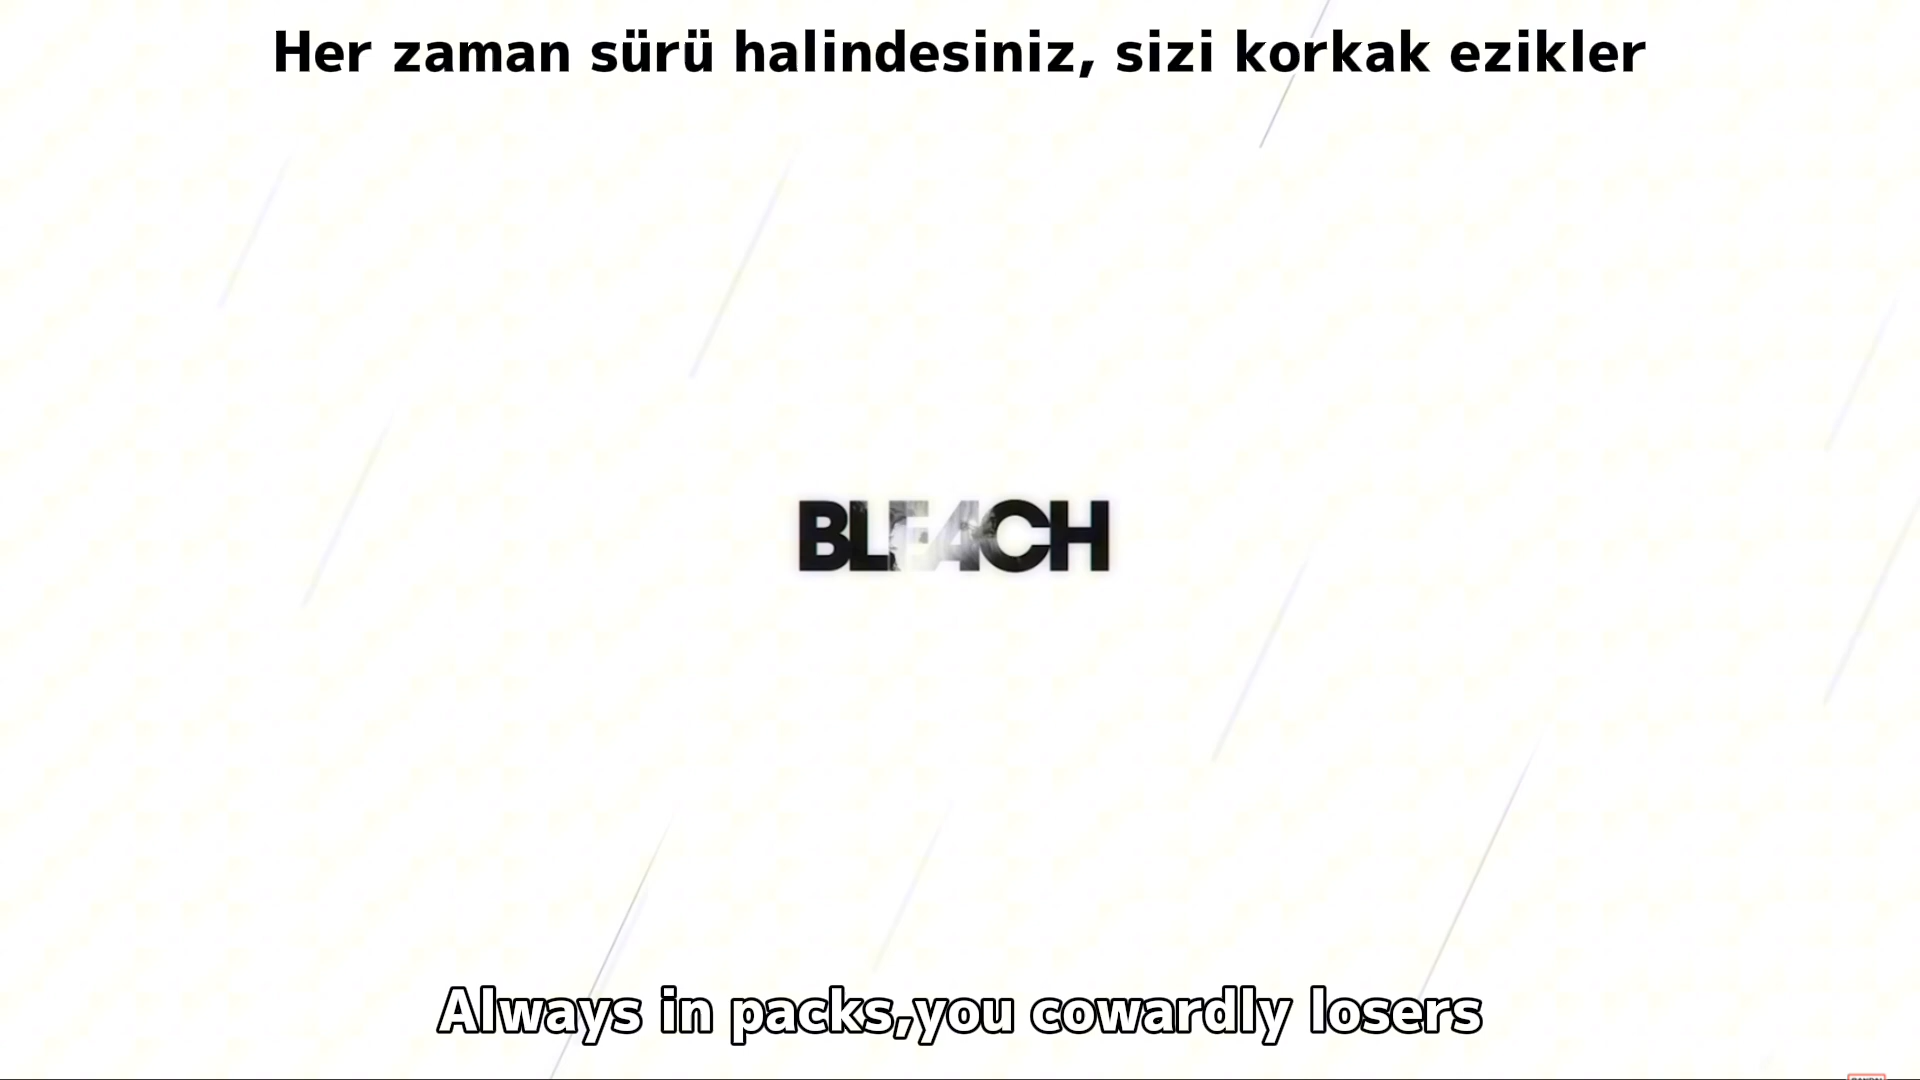 Her zaman sürü halindesiniz, sizi korkak ezikler
BLEACH
Always in packs,you cowardly losers